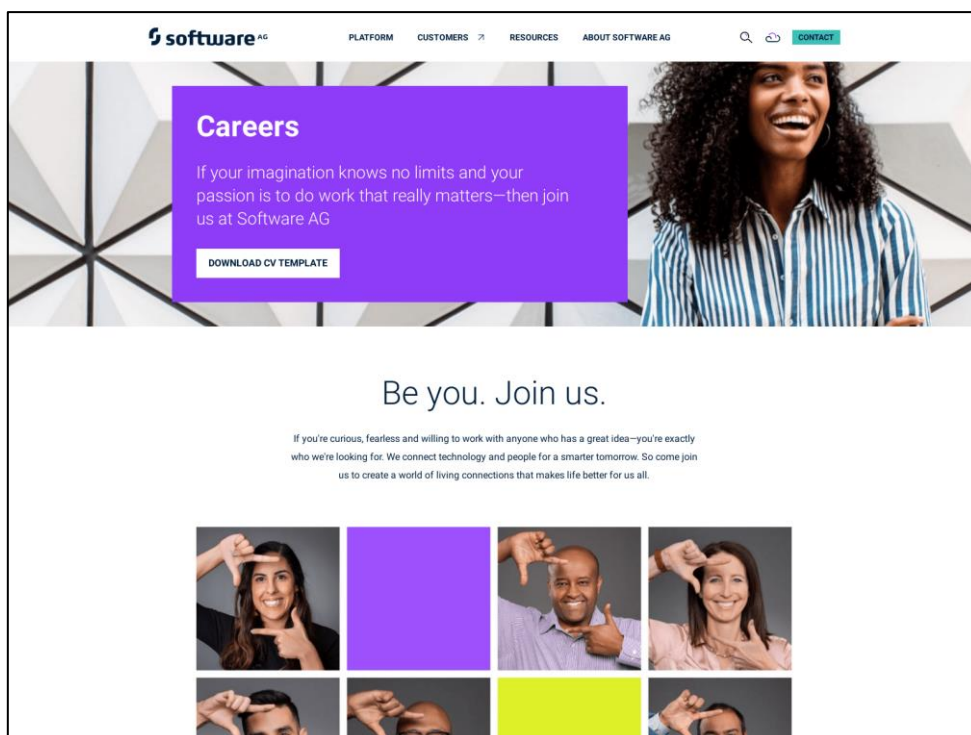 software AG
PLATFORM CUSTOMERS RESOURCES ABOUT SOFTWARE AG CONTACT
Careers
If your imagination knows no limits and your
passion is to do work that really matters—then join
us at Software AG
DOWNLOAD CV TEMPLATE
Be you. Join us.
If you're curious, fearless and willing to work with anyone who has a great idea—you're exactly
who we're looking for. We connect technology and people for a smarter tomorrow. So come join
us to create a world of living connections that makes life better for us all.